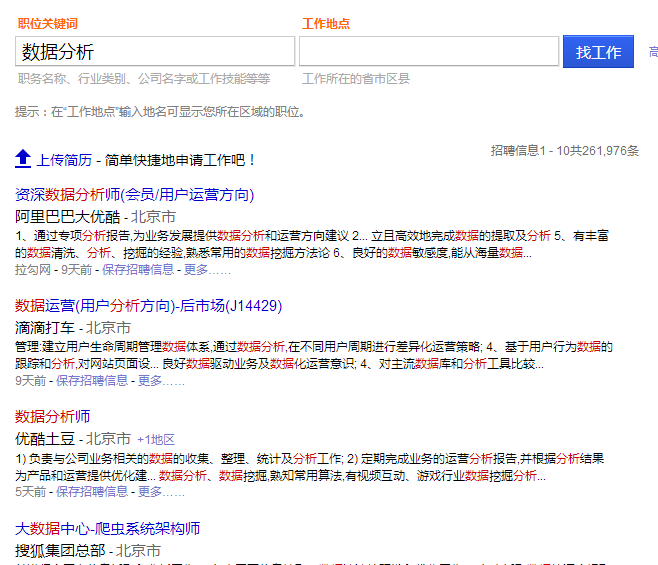 职位关键词 工作地点
数据分析 找工作 高
职务名称、行业类别、公司名字或工作技能等等 工作所在的省市区县
提示：在“工作地点”输入地名可显示您所在区域的职位。
招聘信息1 - 10共261,976条
上传简历 - 简单快捷地申请工作吧！
资深数据分析师(会员/用户运营方向)
阿里巴巴大优酷 - 北京市
1、通过专项分析报告,为业务发展提供数据分析和运营方向建议 2... 立且高效地完成数据的提取及分析 5、有丰富
的数据清洗、分析、挖掘的经验,熟悉常用的数据挖掘方法论 6、良好的数据敏感度,能从海量数据...
拉勾网 - 9天前 - 保存招聘信息 - 更多……
数据运营(用户分析方向)-后市场(J14429)
滴滴打车 - 北京市
管理:建立用户生命周期管理数据体系,通过数据分析,在不同用户周期进行差异化运营策略; 4、基于用户行为数据的
跟踪和分析,对网站页面设... 良好数据驱动业务及数据化运营意识; 4、对主流数据库和分析工具比较...
9天前 - 保存招聘信息 - 更多……
数据分析师
优酷土豆 - 北京市 +1地区
1) 负责与公司业务相关的数据的收集、整理、统计及分析工作; 2) 定期完成业务的运营分析报告,并根据分析结果
为产品和运营提供优化建... 数据分析、数据挖掘,熟知常用算法,有视频互动、游戏行业数据挖掘分析...
5天前 - 保存招聘信息 - 更多……
大数据中心-爬虫系统架构师
搜狐集团总部 - 北京市